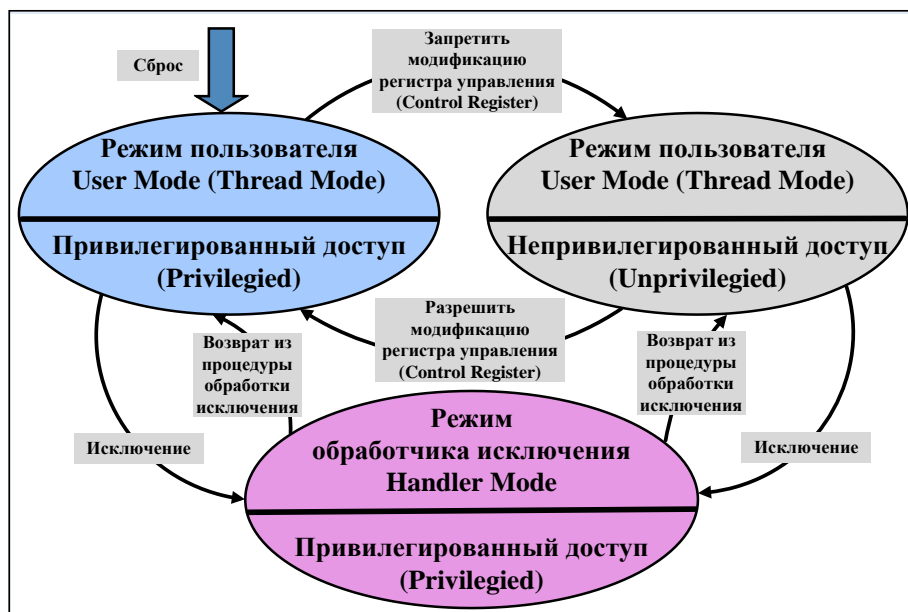 Сброс
Запретить
модификацию
регистра управления
(Control Register)
Режим пользователя
User Mode (Thread Mode)
Привилегированный доступ
(Privilegied)
Режим пользователя
User Mode (Thread Mode)
Непривилегированный доступ
(Unprivilegied)
Разрешить
модификацию
регистра управления
(Control Register)
Возврат из
процедуры
обработки
исключения
Возврат из
процедуры
обработки
исключения
Исключение
Исключение
Режим
обработчика исключения
Handler Mode
Привилегированный доступ
(Privilegied)